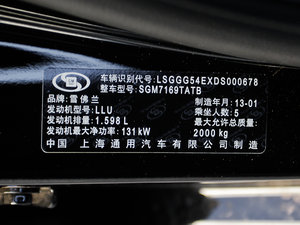 车辆识别代号: LSGGG54EXDS000678
整车型号: SGM7169TATB
品牌: 雪佛兰 制造年月: 13-01
发动机型号: LLU 乘坐人数: 5
发动机排量: 1.598 L 最大允许总质量:
发动机最大净功率: 131 kW 2000 kg
中国 上海通用汽车有限公司制造